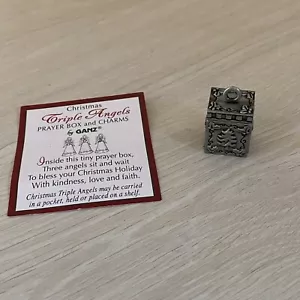 Christmas
Triple Angels
PRAYER BOX and CHARMS
by GANZ®
Inside this tiny prayer box,
Three angels sit and wait
To bless your Christmas Holiday
With kindness, love and faith.
Christmas Triple Angels may be carried
in a pocket, held or placed on a shelf.